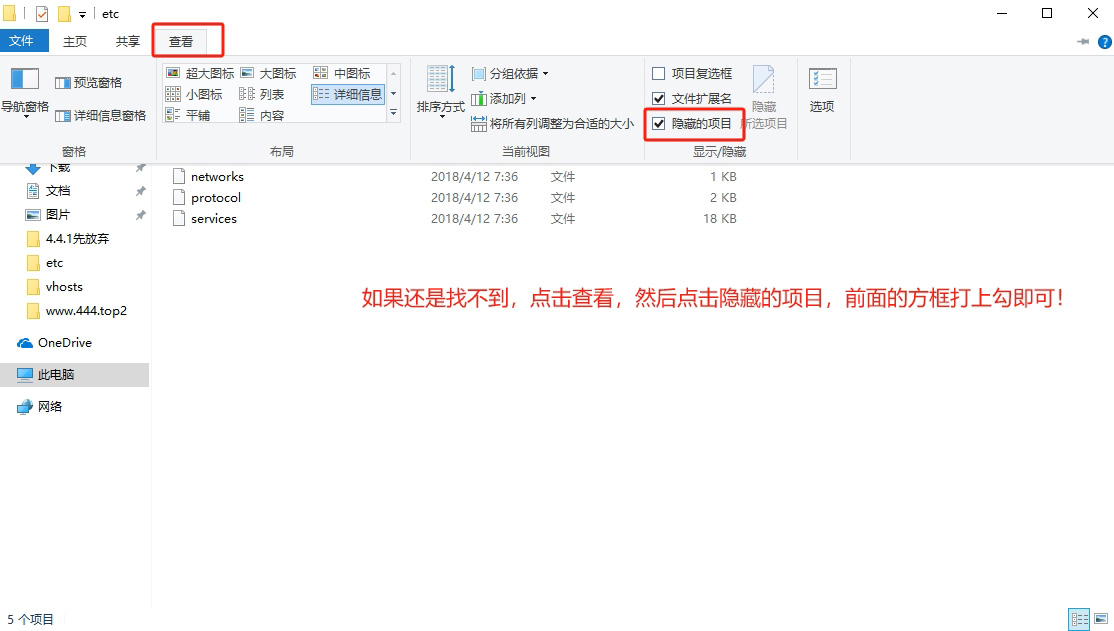 etc
文件 主页 共享 查看
导航窗格 预览窗格 详细信息窗格
窗格
超大图标 大图标 中图标
小图标 列表 详细信息
平铺 内容
布局
排序方式 分组依据
添加列
将所有列调整为合适的大小
当前视图
项目复选框
文件扩展名
隐藏的项目
隐藏
所选项目
显示/隐藏
选项
下载
文档
图片
4.4.1先放弃
etc
vhosts
www.444.top2
OneDrive
此电脑
网络
networks 2018/4/12 7:36 文件 1 KB
protocol 2018/4/12 7:36 文件 2 KB
services 2018/4/12 7:36 文件 18 KB
如果还是找不到，点击查看，然后点击隐藏的项目，前面的方框打上勾即可！
5 个项目